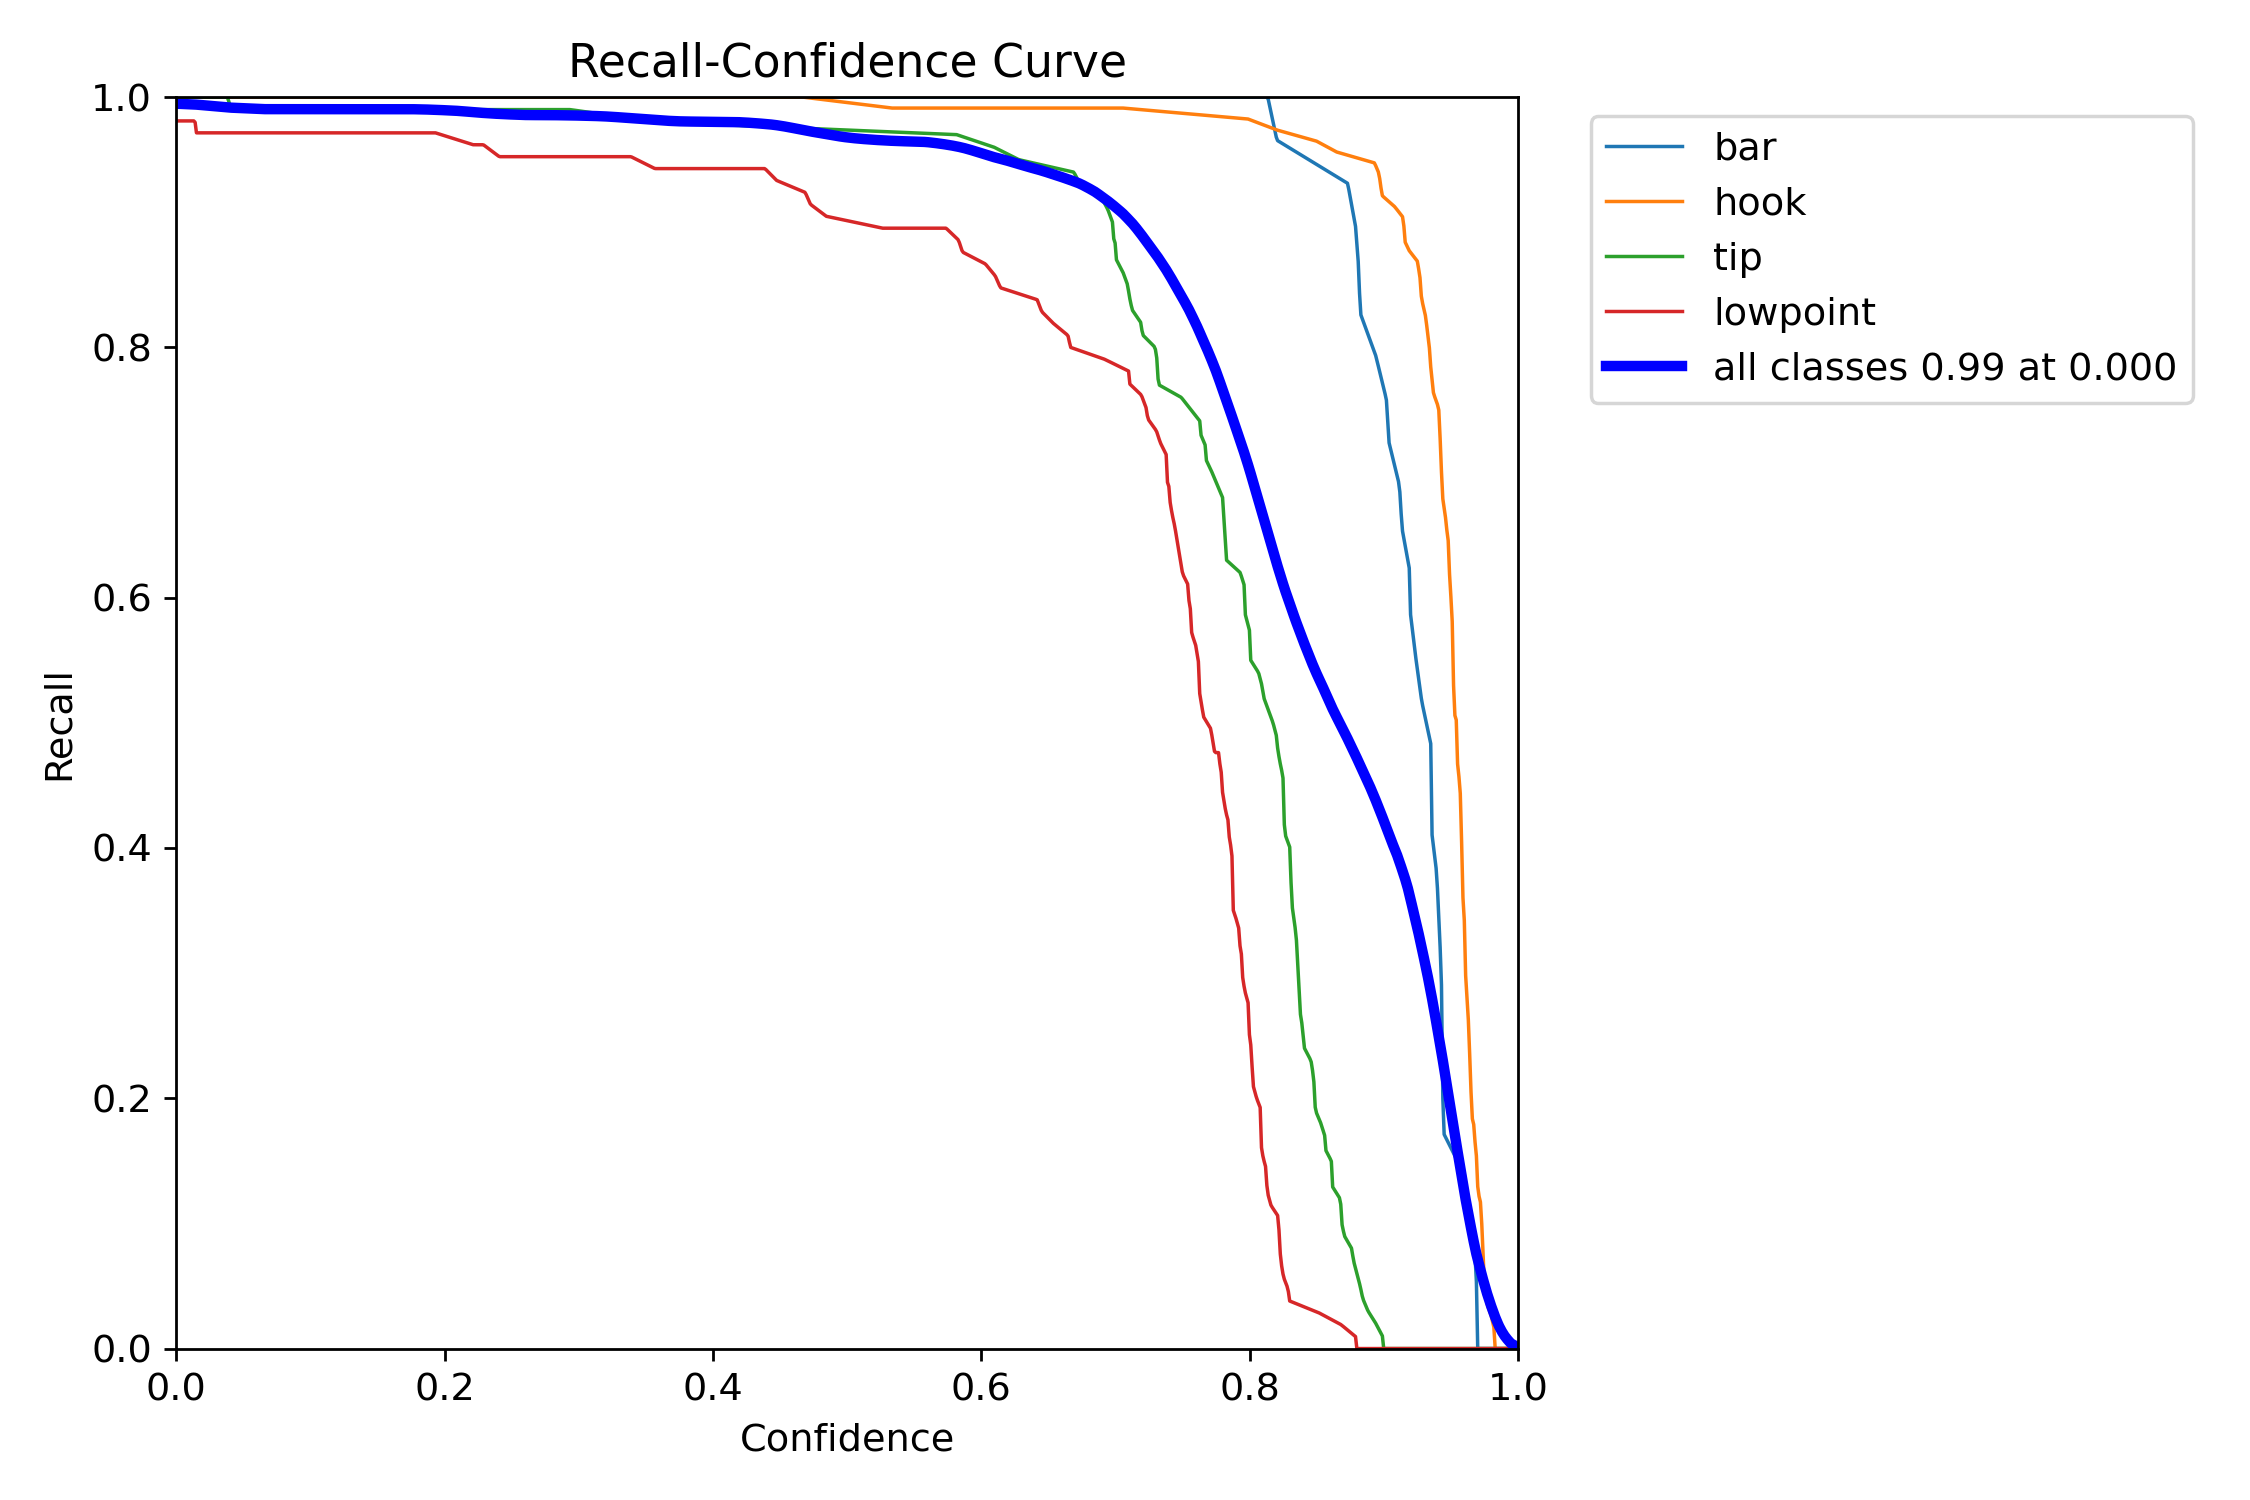 Recall-Confidence Curve
1.0
0.8
0.6
0.4
0.2
0.0
Recall
0.0 0.2 0.4 0.6 0.8 1.0
Confidence
bar
hook
tip
lowpoint
all classes 0.99 at 0.000